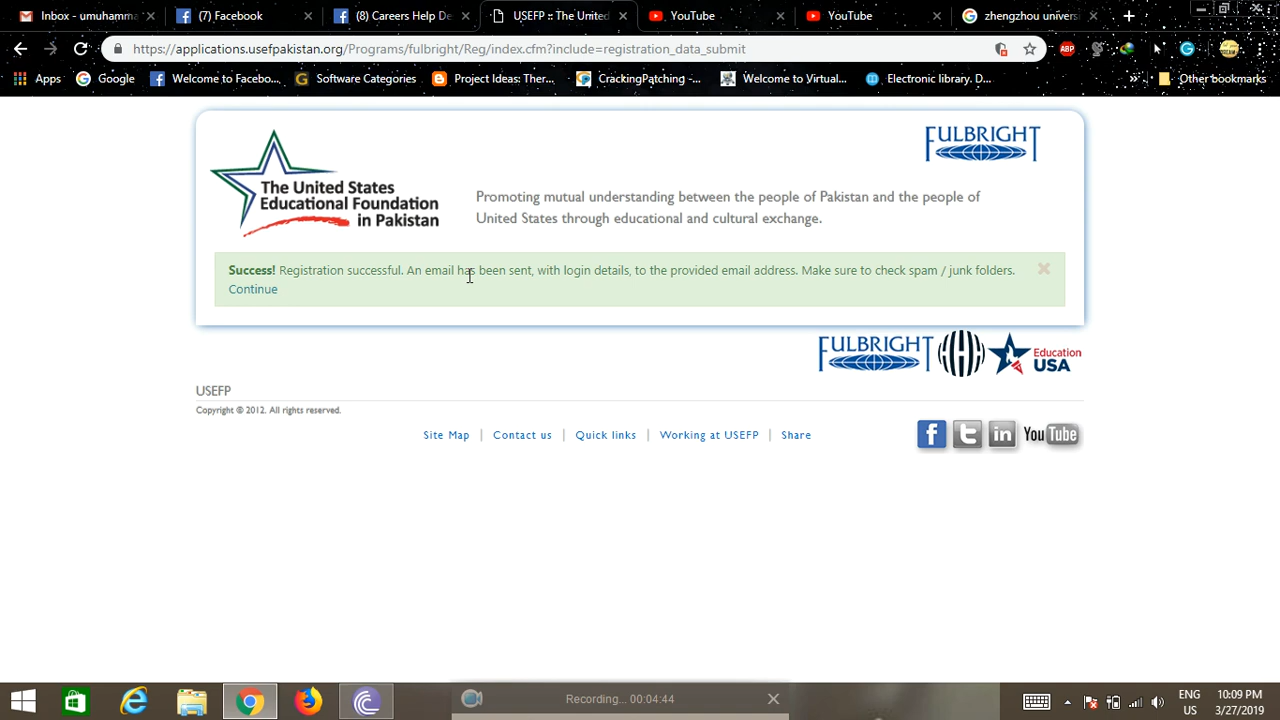 Inbox - umuhamma
(7) Facebook
(8) Careers Help De
USEFP :: The United
YouTube
YouTube
zhengzhou univers
https://applications.usefpakistan.org/Programs/fulbright/Reg/index.cfm?include=registration_data_submit
ABP
Apps
Google
Welcome to Facebo...
Software Categories
Project Ideas: Ther...
CrackingPatching -...
Welcome to Virtual...
Electronic library. D...
Other bookmarks
FULBRIGHT
The United States
Educational Foundation
in Pakistan
Promoting mutual understanding between the people of Pakistan and the people of
United States through educational and cultural exchange.
Success! Registration successful. An email has been sent, with login details, to the provided email address. Make sure to check spam / junk folders.
Continue
FULBRIGHT
Education
USA
USEFP
Copyright © 2012. All rights reserved.
Site Map | Contact us | Quick links | Working at USEFP | Share
YouTube
Recording... 00:04:44
ENG
US
10:09 PM
3/27/2019